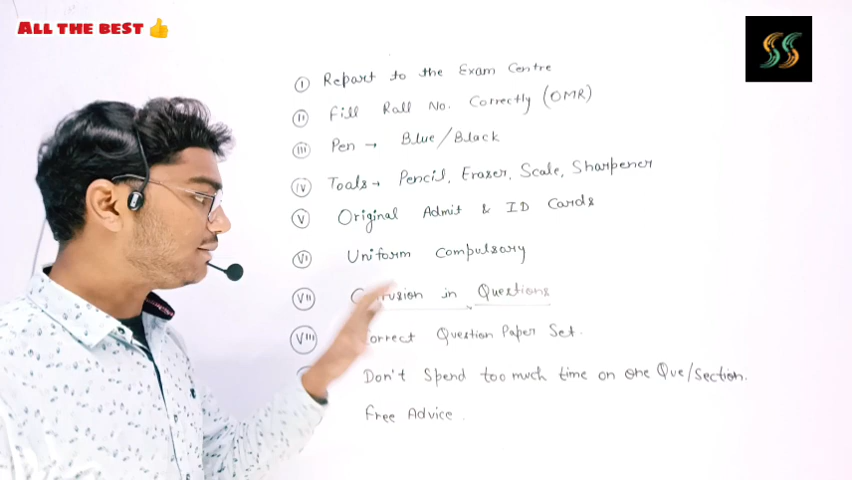 ALL THE BEST 👍
SS
I Report to the Exam Centre
II Fill Roll No. Correctly (OMR)
III Pen → Blue/Black
IV Tools → Pencil, Eraser, Scale, Sharpener
V Original Admit & ID Cards
VI Uniform Compulsory
VII in Questions
VIII Question Paper Set.
Don't Spend too much time on one Que/section.
Free Advice.